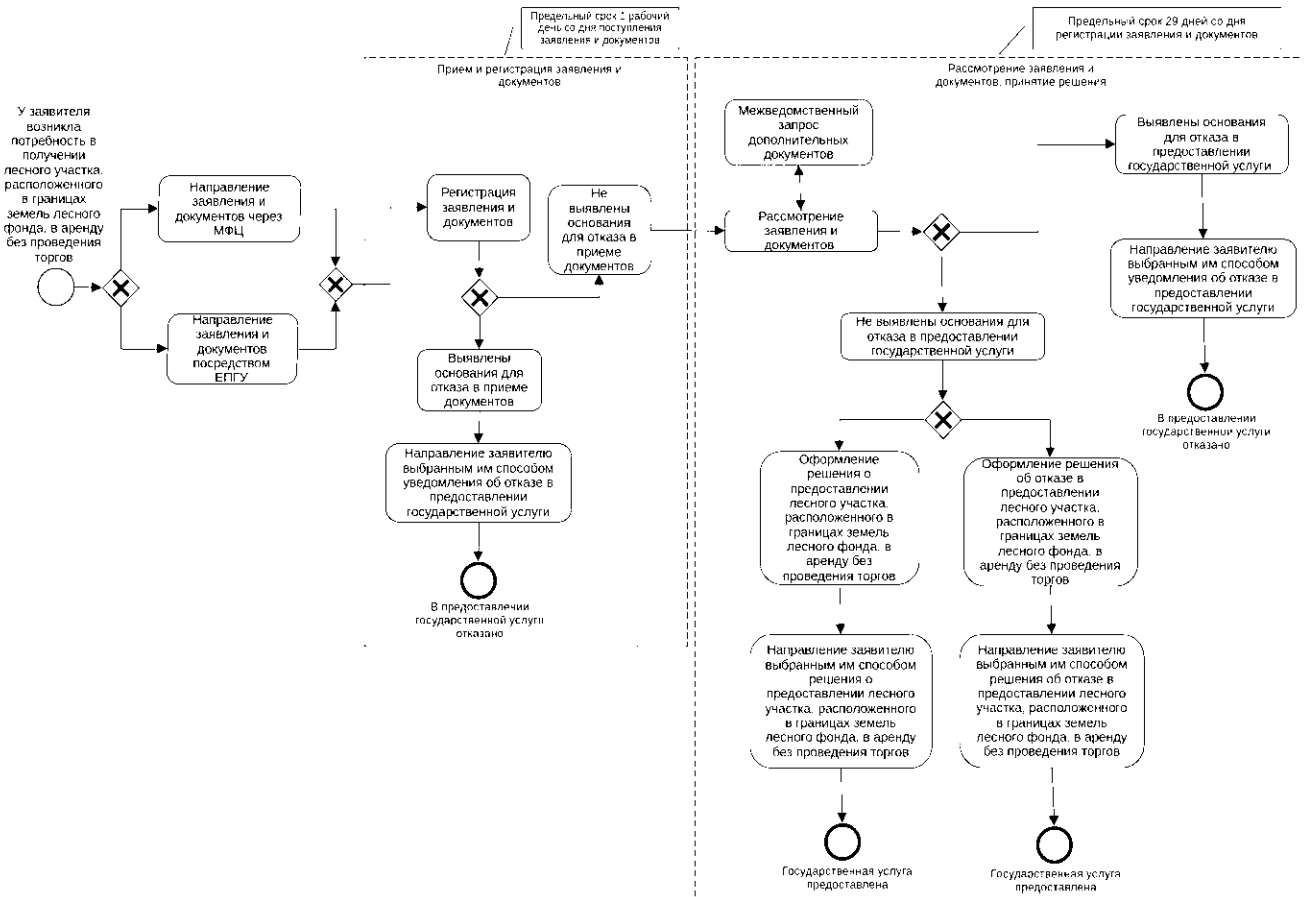 Предельный срок 1 рабочий
день со дня поступления
заявления и документов
Предельный срок 29 дней со дня
регистрации заявления и документов
Прием и регистрация заявления и
документов
Рассмотрение заявления и
документов, принятие решения
У заявителя
возникла
потребность в
получении
лесного участка,
расположенного
в границах
земель лесного
фонда, в аренду
без проведения
торгов
Направление
заявления и
документов через
МФЦ
Направление
заявления и
документов
посредством
ЕПГУ
Регистрация
заявления и
документов
Не
выявлены
основания
для отказа в
приеме
документов
Выявлены
основания для
отказа в приеме
документов
Направление заявителю
выбранным им способом
уведомления об отказе в
предоставлении
государственной услуги
В предоставлении
государственной услуги
отказано
Межведомственный
запрос
дополнительных
документов
Рассмотрение
заявления и
документов
Выявлены основания
для отказа в
предоставлении
государственной услуги
Направление заявителю
выбранным им способом
уведомления об отказе в
предоставлении
государственной услуги
В предоставлении
государственной услуги
отказано
Не выявлены основания для
отказа в предоставлении
государственной услуги
Оформление
решения о
предоставлении
лесного участка,
расположенного в
границах земель
лесного фонда, в
аренду без
проведения торгов
Оформление решения
об отказе в
предоставлении
лесного участка,
расположенного в
границах земель
лесного фонда, в
аренду без проведения
торгов
Направление заявителю
выбранным им способом
решения о
предоставлении лесного
участка, расположенного
в границах земель
лесного фонда, в аренду
без проведения торгов
Направление заявителю
выбранным им способом
решения об отказе в
предоставлении лесного
участка, расположенного
в границах земель
лесного фонда, в аренду
без проведения торгов
Государственная услуга
предоставлена
Государственная услуга
предоставлена